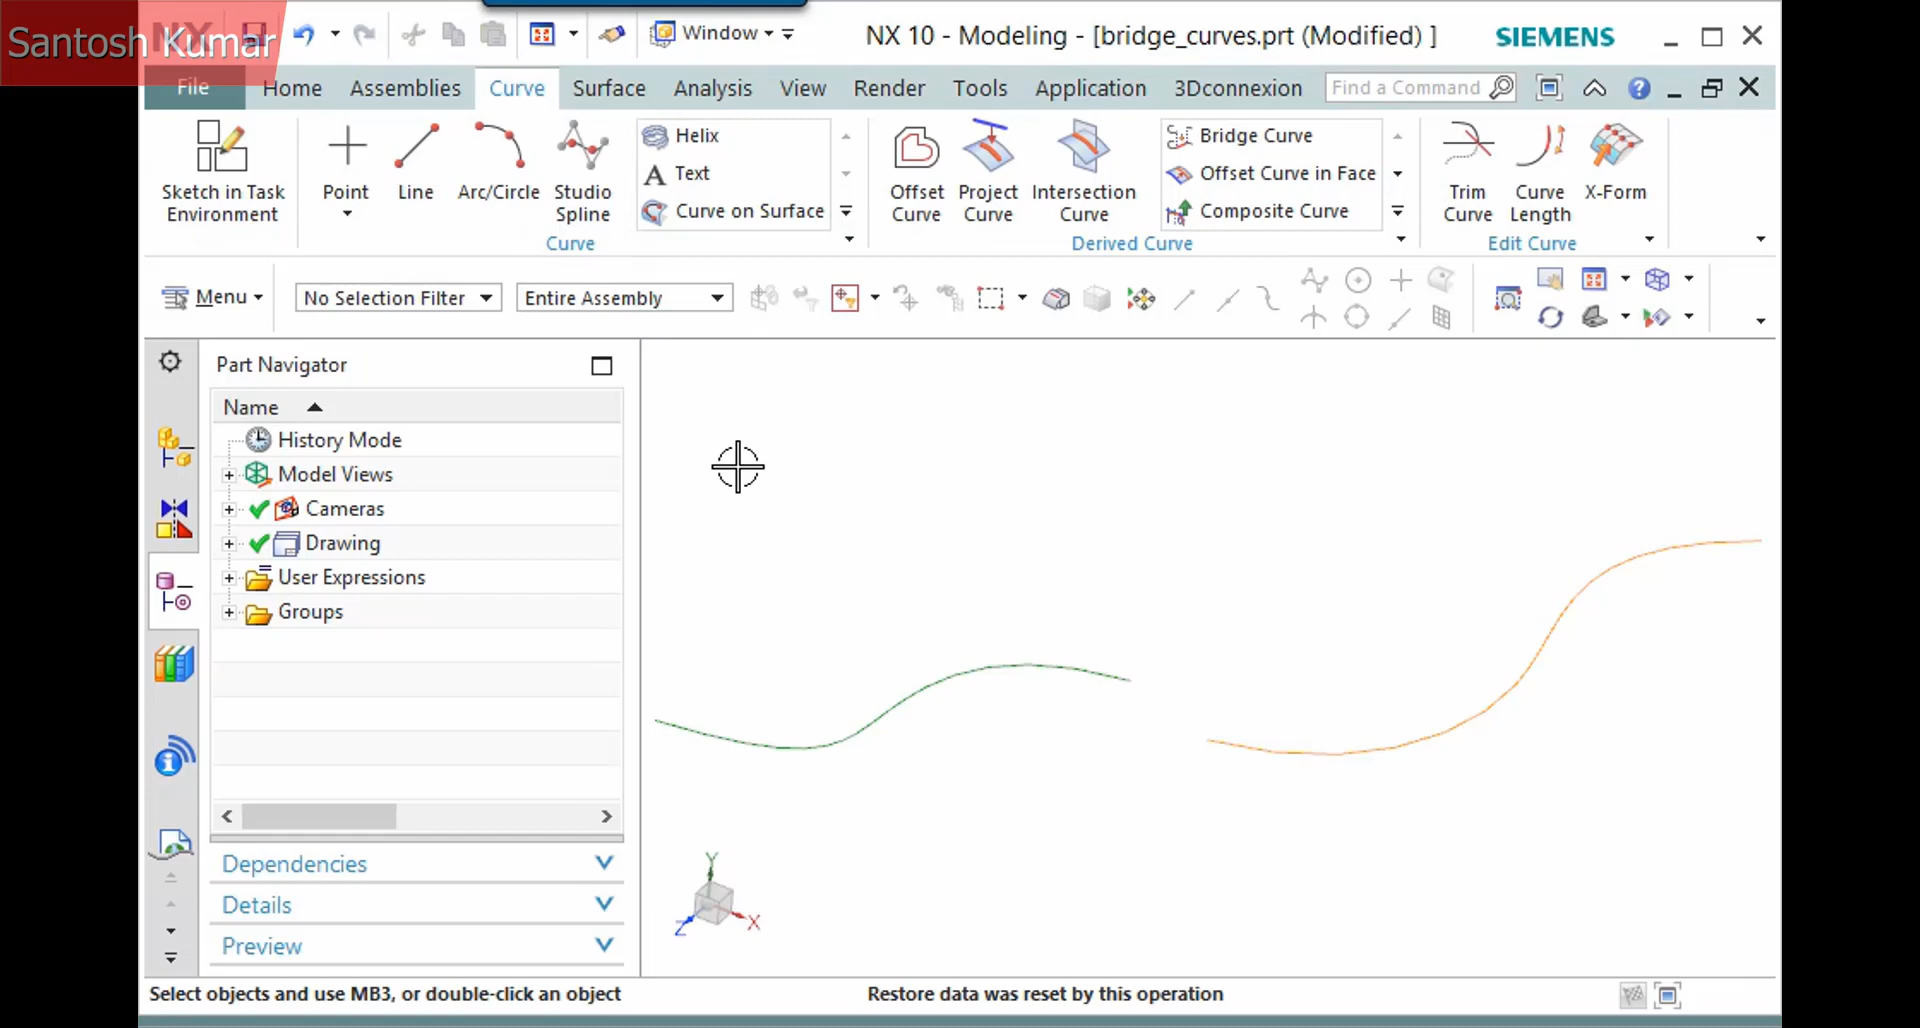 Santosh Kumar
NX
Window
NX 10 - Modeling - [bridge_curves.prt (Modified) ]
SIEMENS
File
Home
Assemblies
Curve
Surface
Analysis
View
Render
Tools
Application
3Dconnexion
Find a Command
Sketch in Task
Environment
Point
Line
Arc/Circle
Studio
Spline
Helix
Text
Curve on Surface
Curve
Offset
Curve
Project
Curve
Intersection
Curve
Bridge Curve
Offset Curve in Face
Composite Curve
Derived Curve
Trim
Curve
Curve
Length
X-Form
Edit Curve
Menu
No Selection Filter
Entire Assembly
Part Navigator
Name
History Mode
Model Views
Cameras
Drawing
User Expressions
Groups
Dependencies
Details
Preview
Y
Z
X
Select objects and use MB3, or double-click an object
Restore data was reset by this operation